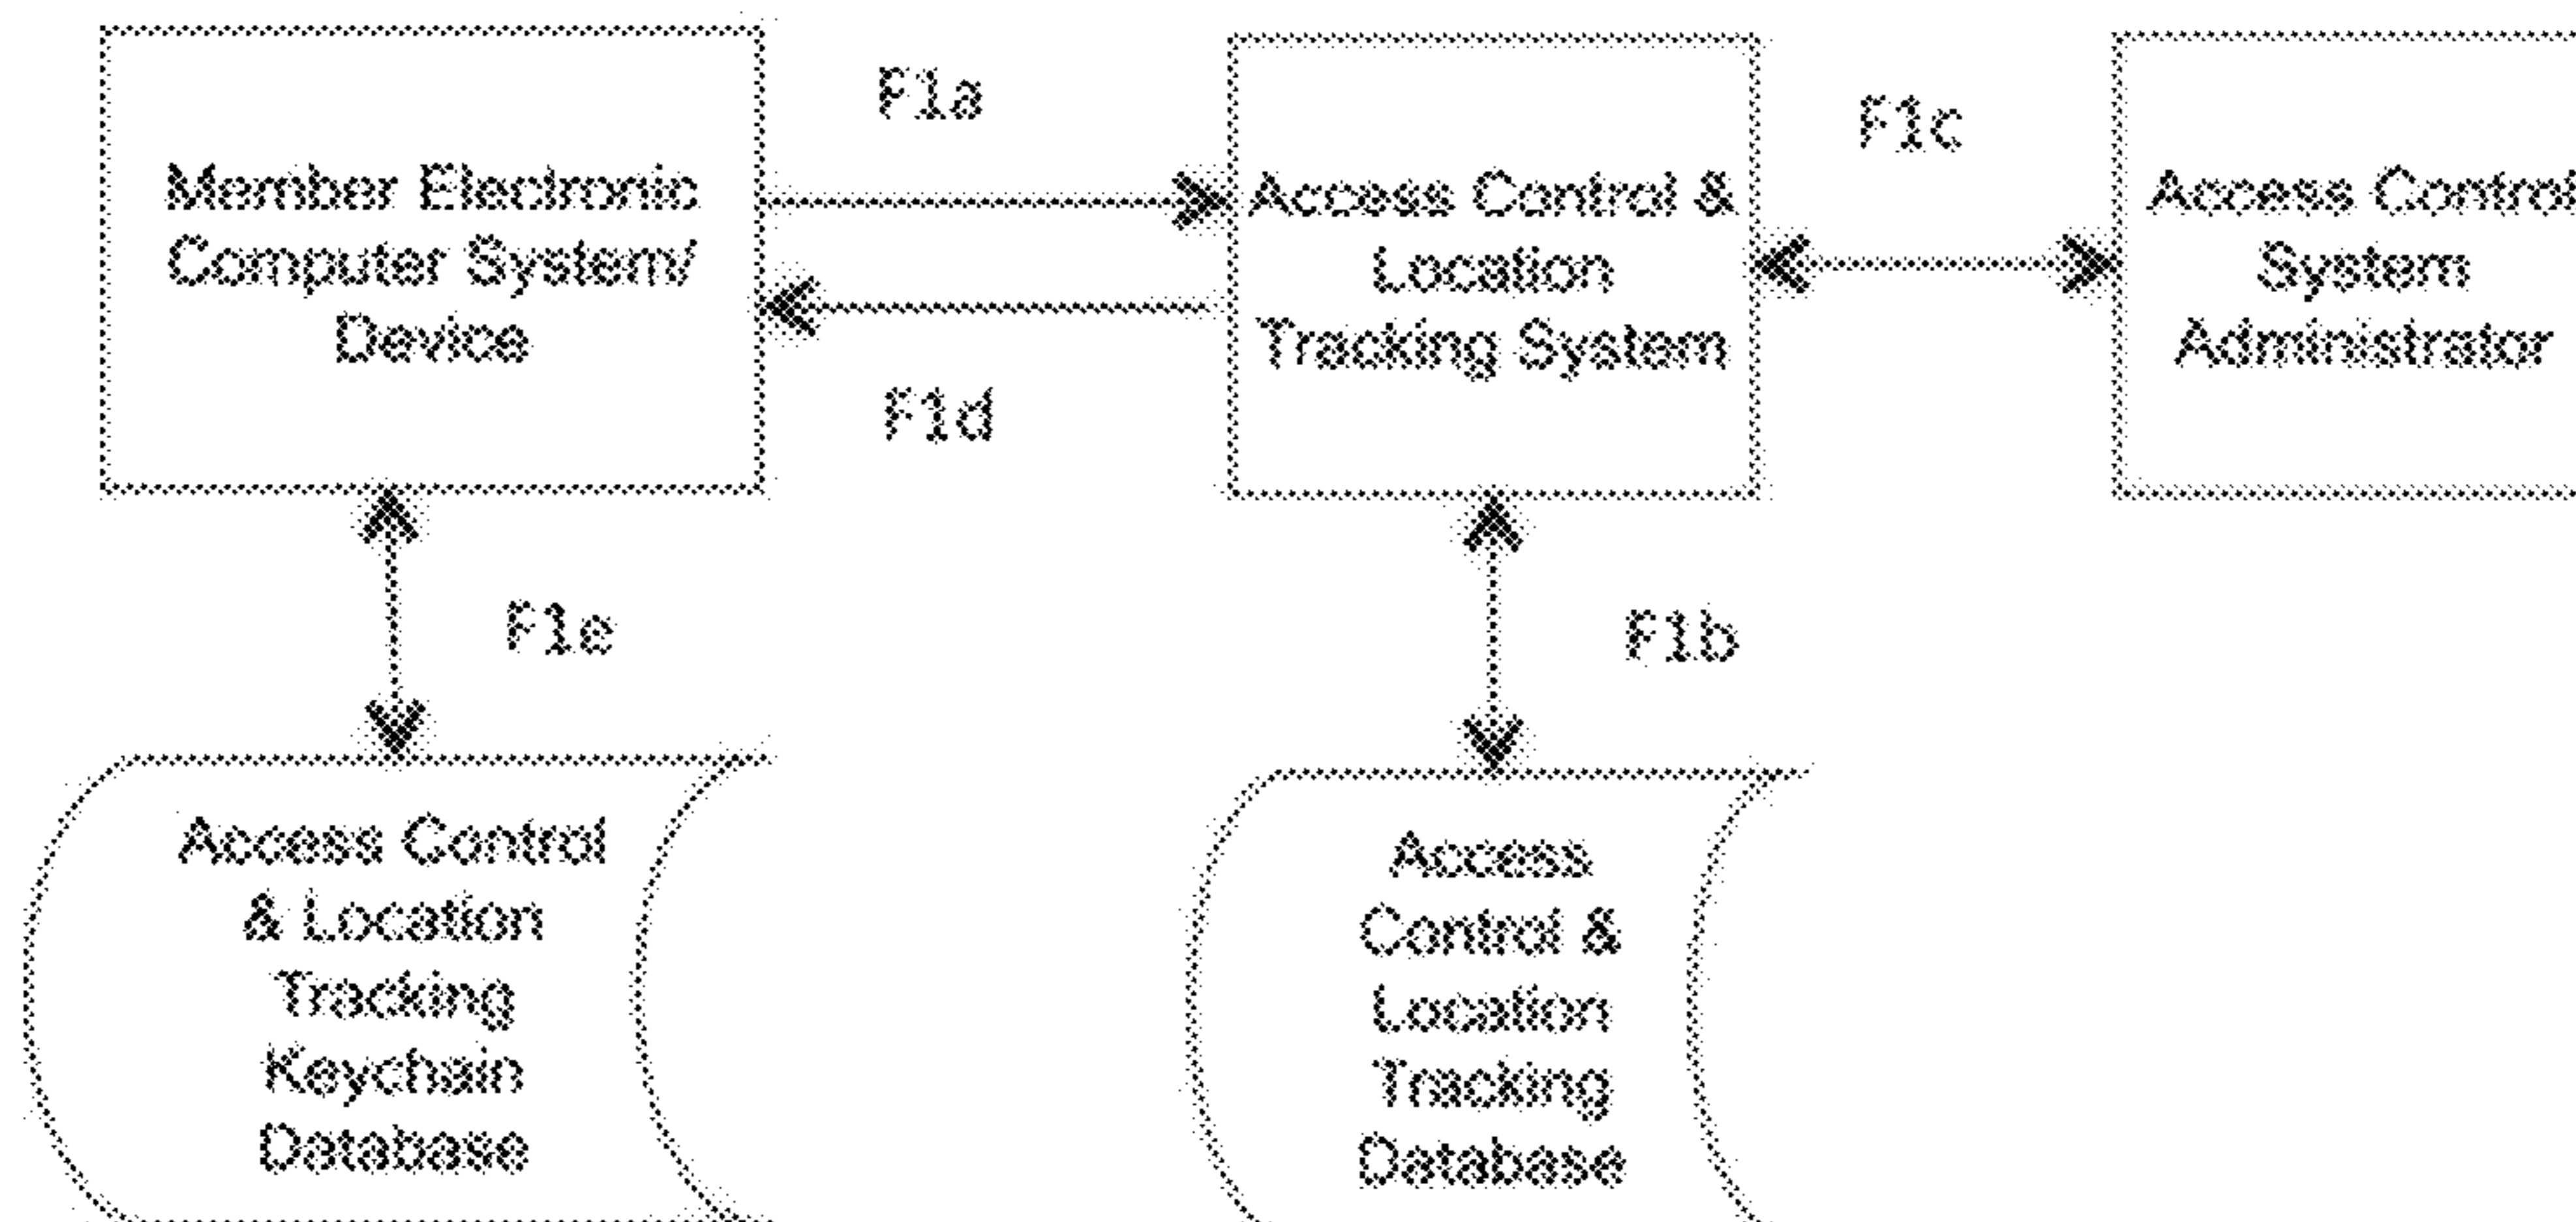 F1a
F1c
Member Electronic
Computer System/
Device
Access Control &
Location
Tracking System
Access Control
System
Administrator
F1d
F1e
F1b
Access Control
& Location
Tracking
Keychain
Database
Access
Control &
Location
Tracking
Database